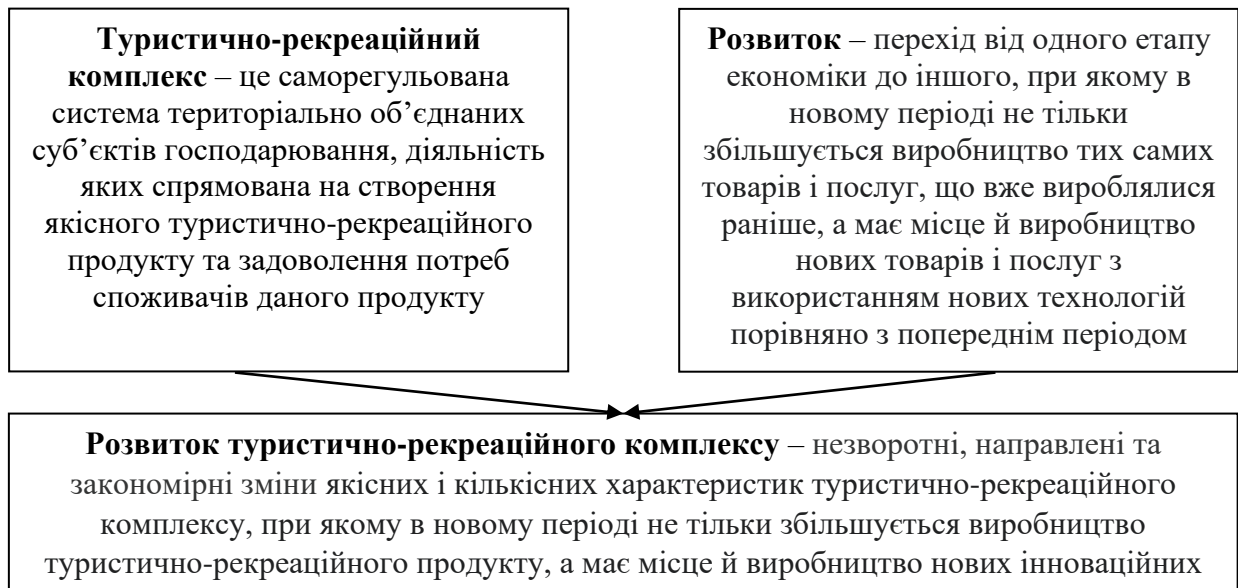 Туристично-рекреаційний
комплекс – це саморегульована
система територіально об’єднаних
суб’єктів господарювання, діяльність
яких спрямована на створення
якісного туристично-рекреаційного
продукту та задоволення потреб
споживачів даного продукту
Розвиток – перехід від одного етапу
економіки до іншого, при якому в
новому періоді не тільки
збільшується виробництво тих самих
товарів і послуг, що вже вироблялися
раніше, а має місце й виробництво
нових товарів і послуг з
використанням нових технологій
порівняно з попереднім періодом
Розвиток туристично-рекреаційного комплексу – незворотні, направлені та
закономірні зміни якісних і кількісних характеристик туристично-рекреаційного
комплексу, при якому в новому періоді не тільки збільшується виробництво
туристично-рекреаційного продукту, а має місце й виробництво нових інноваційних